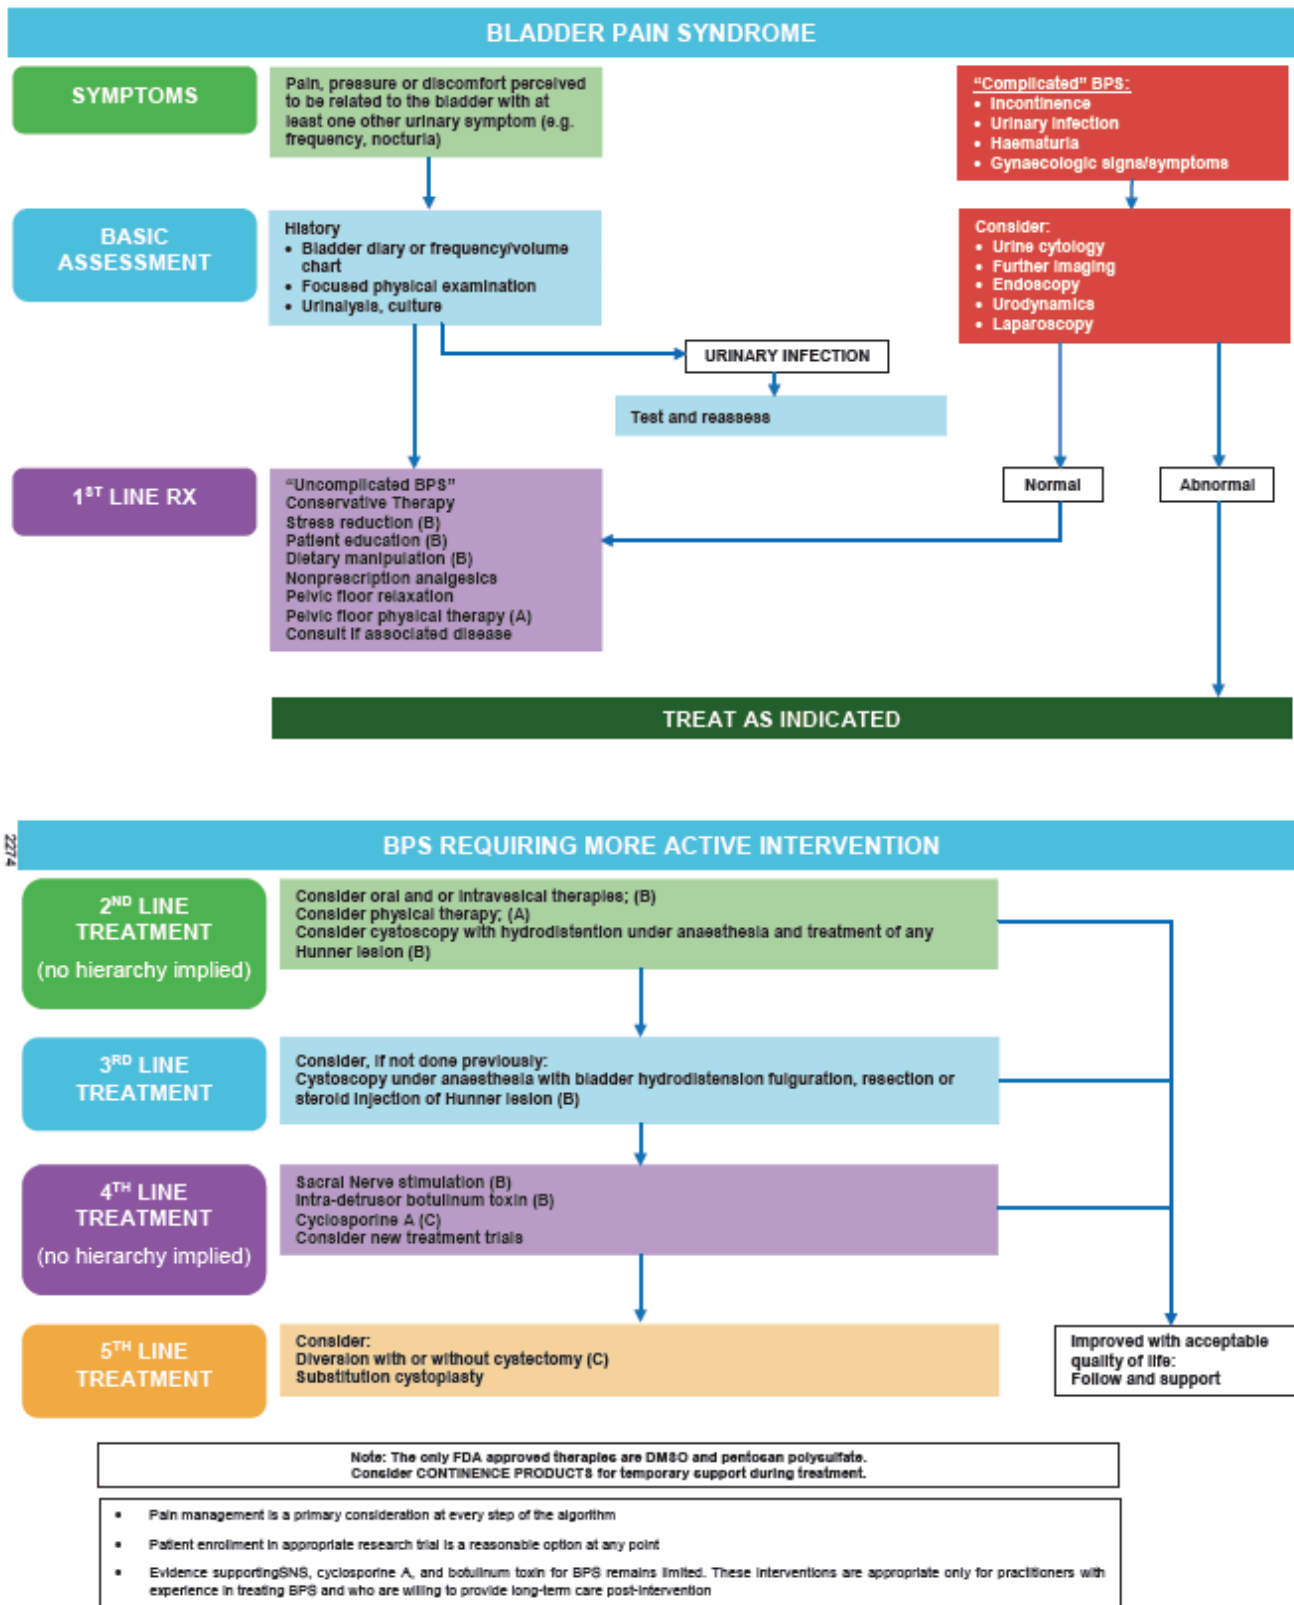 BLADDER PAIN SYNDROME
SYMPTOMS
Pain, pressure or discomfort perceived
to be related to the bladder with at
least one other urinary symptom (e.g.
frequency, nocturia)
"Complicated" BPS:
• Incontinence
• Urinary infection
• Haematuria
• Gynaecologic signs/symptoms
BASIC
ASSESSMENT
History
• Bladder diary or frequency/volume
chart
• Focused physical examination
• Urinalysis, culture
Consider:
• Urine cytology
• Further imaging
• Endoscopy
• Urodynamics
• Laparoscopy
URINARY INFECTION
Test and reassess
1ST LINE RX
"Uncomplicated BPS"
Conservative Therapy
Stress reduction (B)
Patient education (B)
Dietary manipulation (B)
Nonprescription analgesics
Pelvic floor relaxation
Pelvic floor physical therapy (A)
Consult if associated disease
Normal
Abnormal
TREAT AS INDICATED
2274
BPS REQUIRING MORE ACTIVE INTERVENTION
2ND LINE
TREATMENT
(no hierarchy implied)
Consider oral and or intravesical therapies; (B)
Consider physical therapy; (A)
Consider cystoscopy with hydrodistention under anaesthesia and treatment of any
Hunner lesion (B)
3RD LINE
TREATMENT
Consider, if not done previously:
Cystoscopy under anaesthesia with bladder hydrodistension fulguration, resection or
steroid injection of Hunner lesion (B)
4TH LINE
TREATMENT
(no hierarchy implied)
Sacral Nerve stimulation (B)
Intra-detrusor botulinum toxin (B)
Cyclosporine A (C)
Consider new treatment trials
5TH LINE
TREATMENT
Consider:
Diversion with or without cystectomy (C)
Substitution cystoplasty
Improved with acceptable
quality of life:
Follow and support
Note: The only FDA approved therapies are DMSO and pentosan polysulfate.
Consider CONTINENCE PRODUCTS for temporary support during treatment.
• Pain management is a primary consideration at every step of the algorithm
• Patient enrollment in appropriate research trial is a reasonable option at any point
• Evidence supportingSNS, cyclosporine A, and botulinum toxin for BPS remains limited. These interventions are appropriate only for practitioners with
experience in treating BPS and who are willing to provide long-term care post-intervention